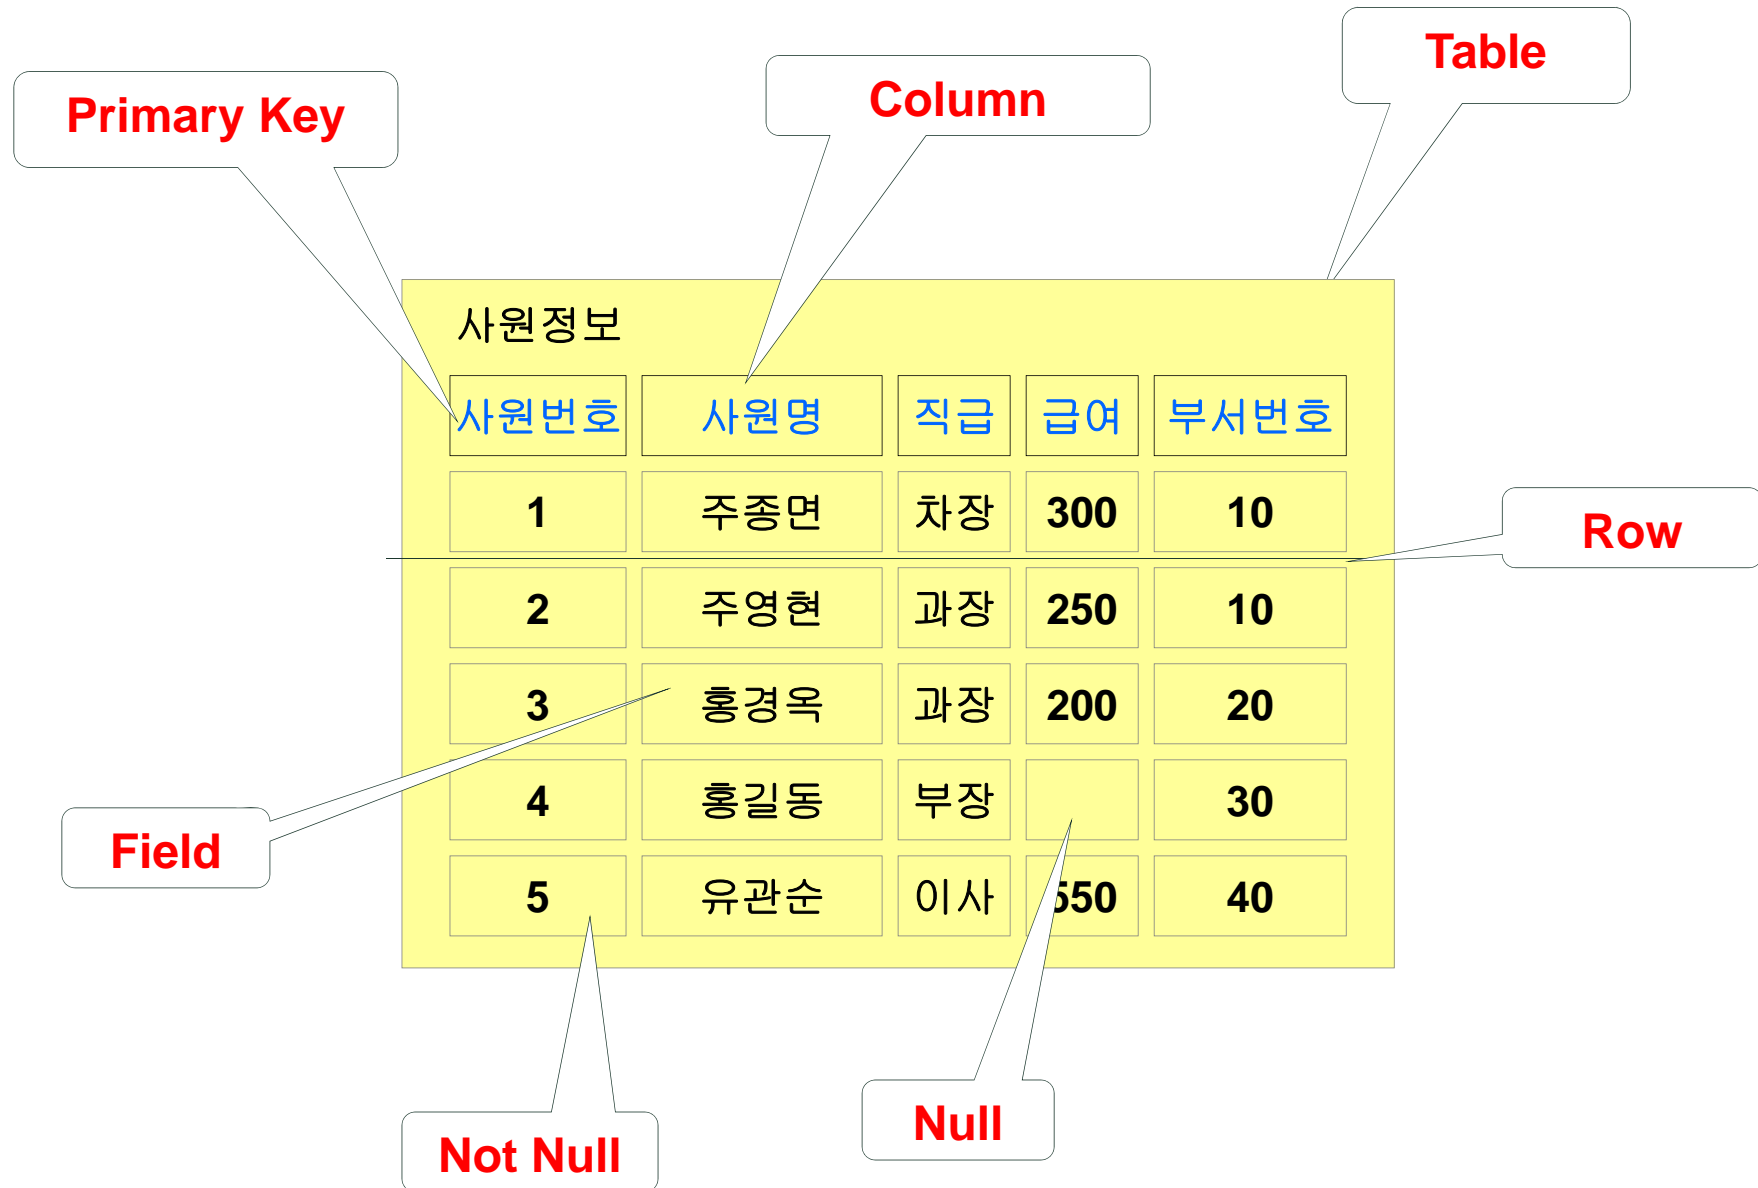 Table
Column
Primary Key
사원정보
사원번호 사원명 직급 급여 부서번호
1 주종면 차장 300 10
Row
2 주영현 과장 250 10
3 홍경옥 과장 200 20
4 홍길동 부장 30
Field
5 유관순 이사 550 40
Null
Not Null